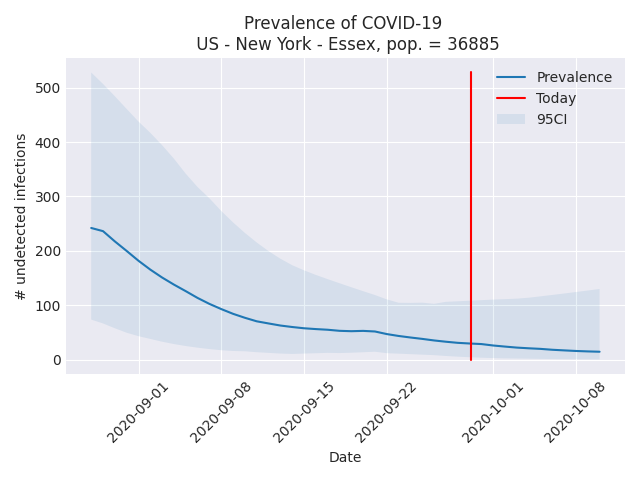 Prevalence of COVID-19
US - New York - Essex, pop. = 36885
Prevalence
Today
95CI
# undetected infections
500
400
300
200
100
0
2020-09-01
2020-09-08
2020-09-15
2020-09-22
2020-10-01
2020-10-08
Date